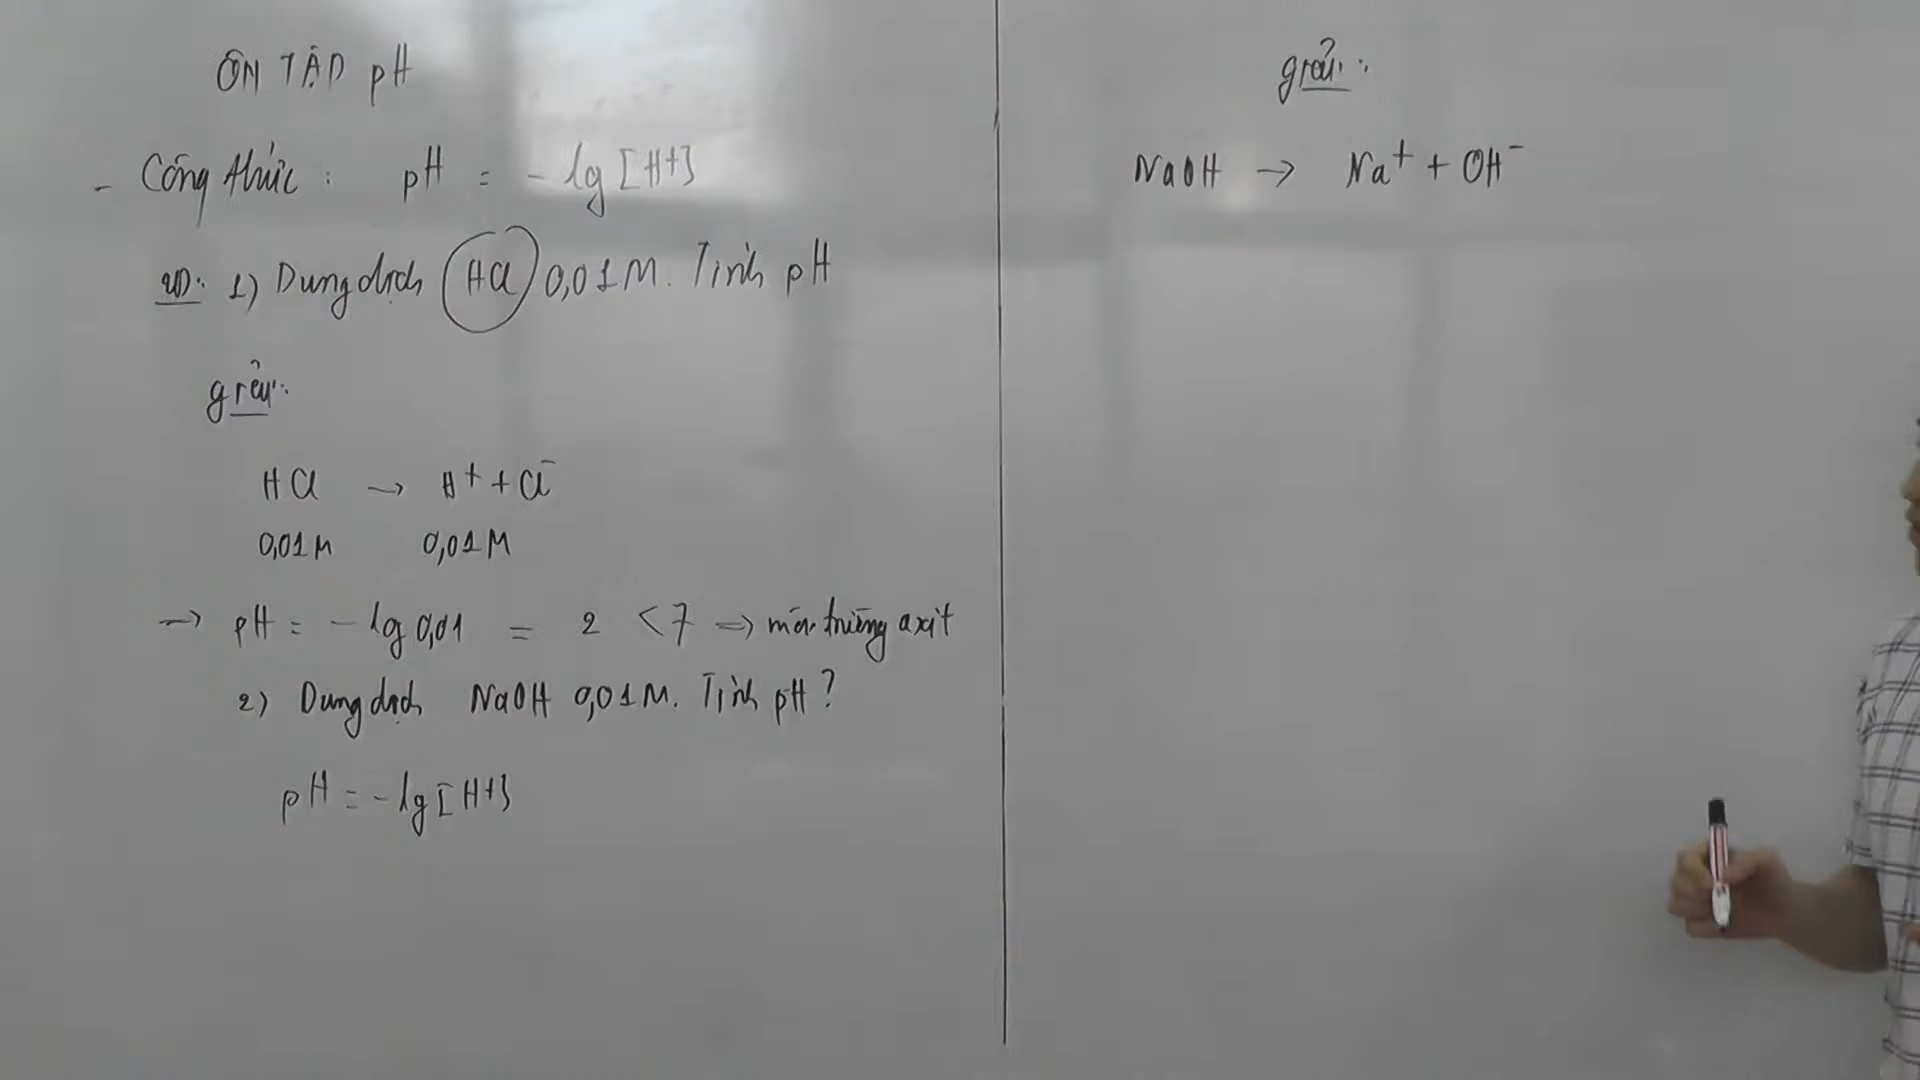 ÔN TẬP pH
- Công thức : pH = - lg [H+]
VD: 1) Dung dịch HCl 0,01M. Tính pH
giải:
HCl → H+ + Cl-
0,01M 0,01M
→ pH = - lg 0,01 = 2 < 7 → môi trường axit
2) Dung dịch NaOH 0,01M. Tính pH ?
pH = - lg [H+]
giải:
NaOH → Na+ + OH-